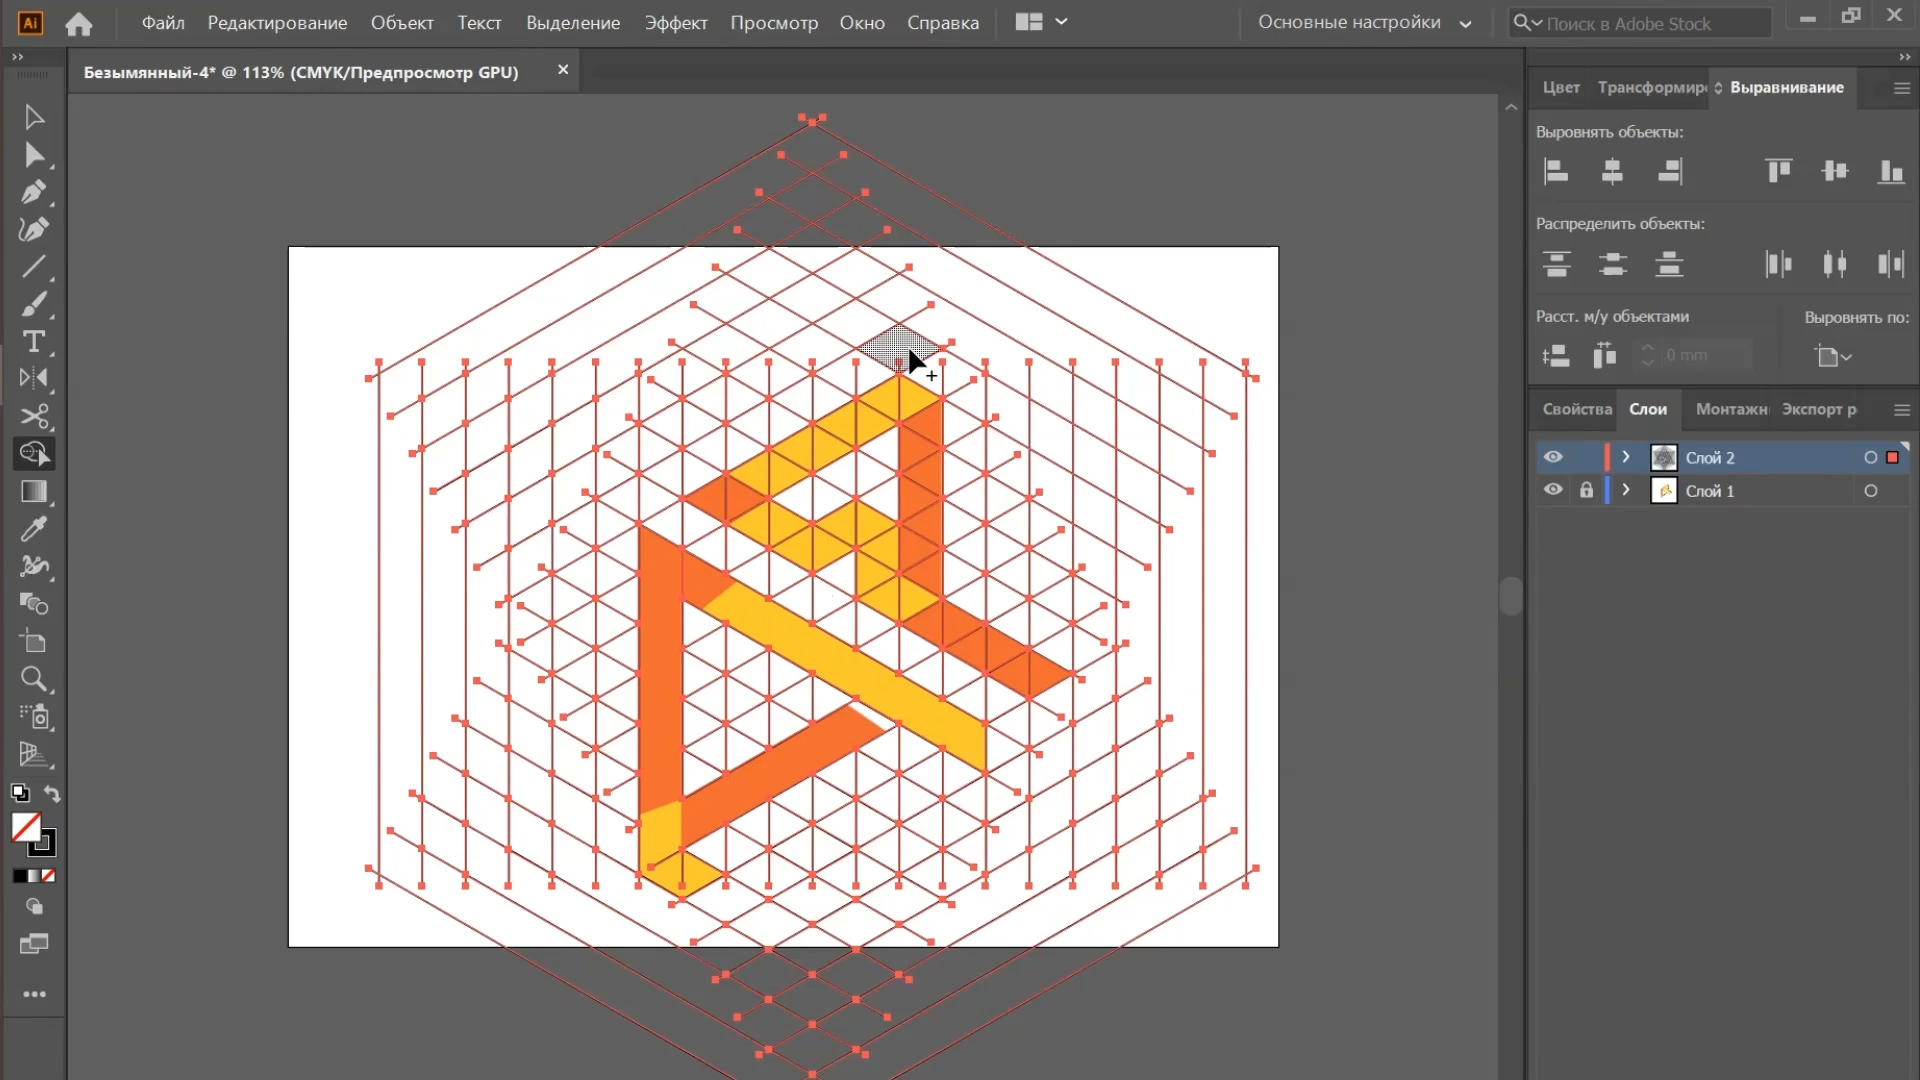 Ai Файл Редактирование Объект Текст Выделение Эффект Просмотр Окно Справка Основные настройки Поиск в Adobe Stock
Безымянный-4* @ 113% (CMYK/Предпросмотр GPU)
Цвет Трансформир Выравнивание
Выровнять объекты:
Распределить объекты:
Расст. м/у объектами Выровнять по:
0 mm
Свойства Слои Монтажн Экспорт р
Слой 2
Слой 1